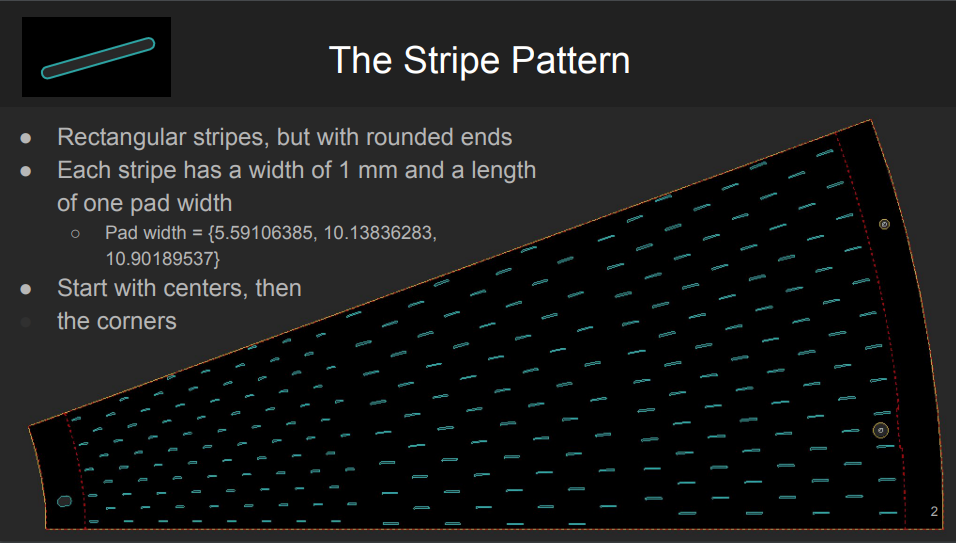 The Stripe Pattern
● Rectangular stripes, but with rounded ends
● Each stripe has a width of 1 mm and a length
of one pad width
○ Pad width = {5.59106385, 10.13836283,
10.90189537}
● Start with centers, then
● the corners
2